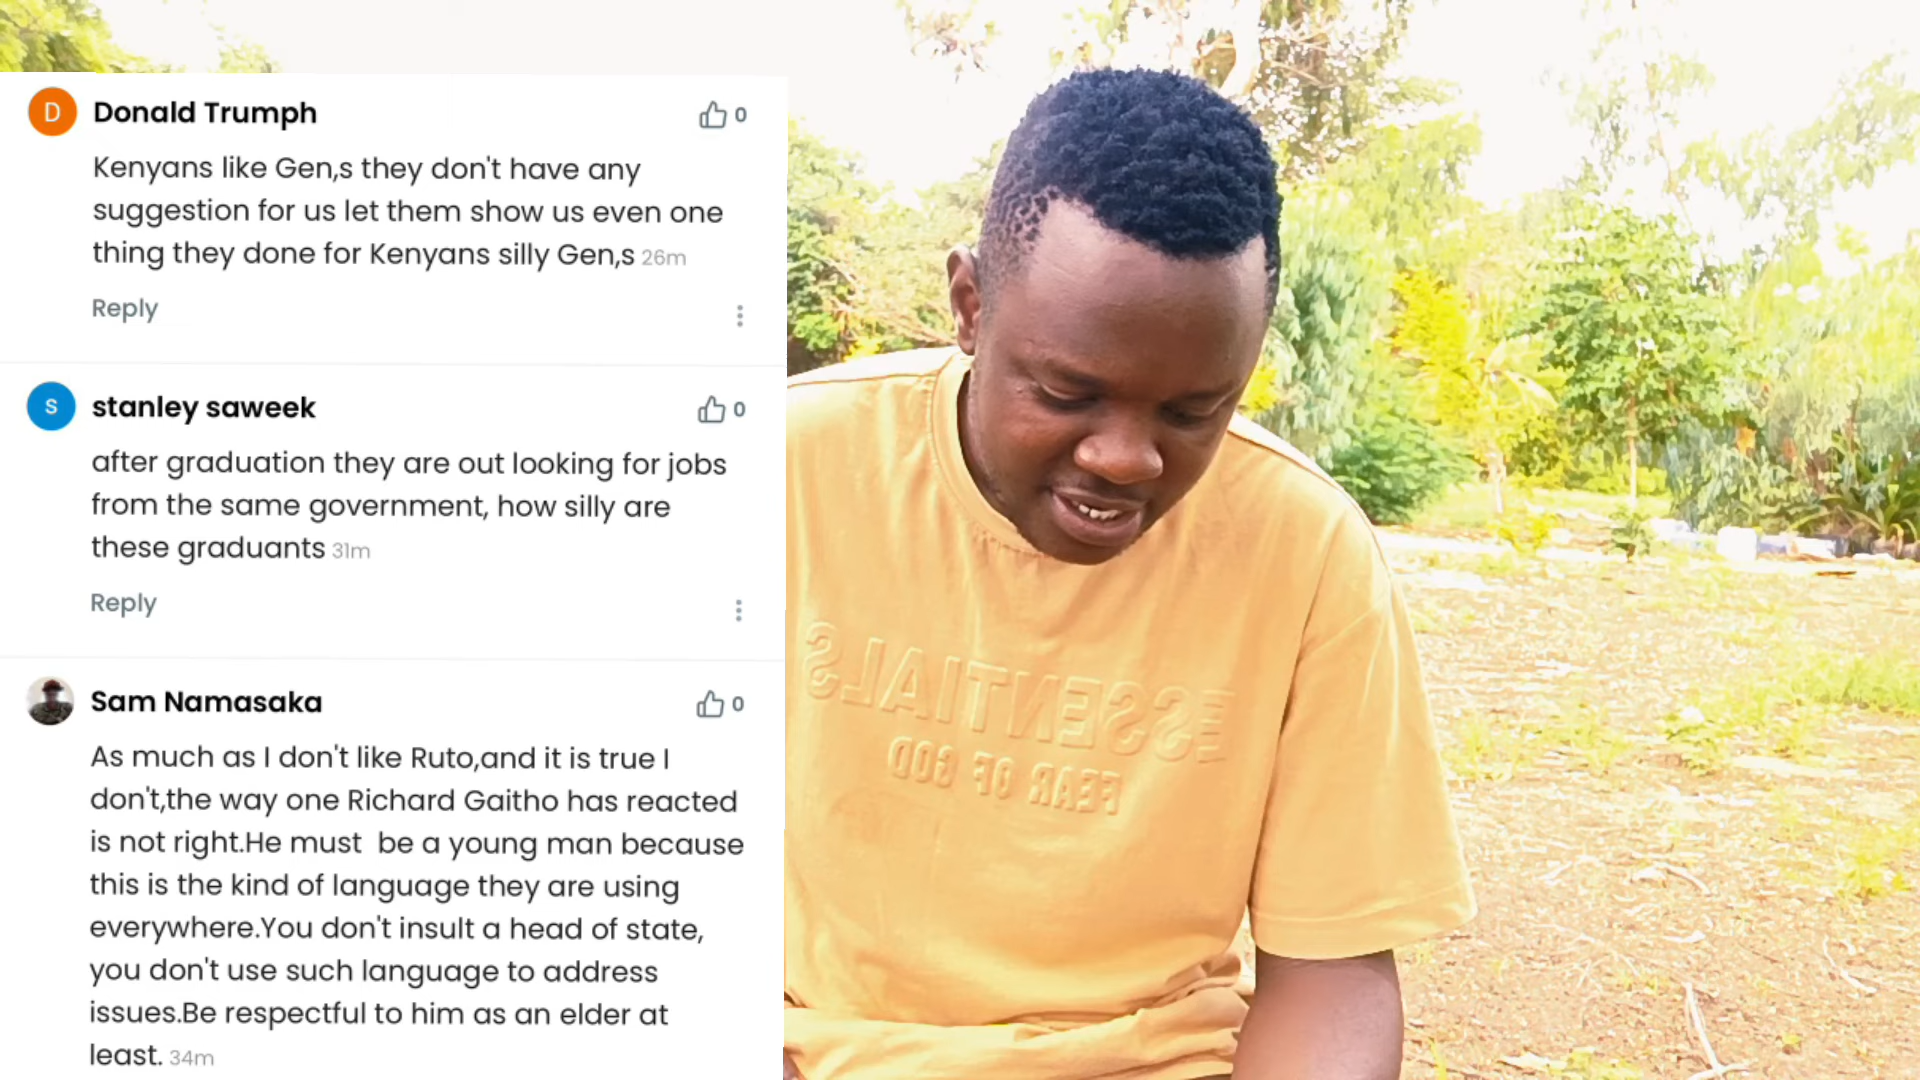 D
Donald Trumph
0
Kenyans like Gen,s they don't have any
suggestion for us let them show us even one
thing they done for Kenyans silly Gen,s 26m
Reply
S
stanley saweek
0
after graduation they are out looking for jobs
from the same government, how silly are
these graduants 31m
Reply
Sam Namasaka
0
As much as I don't like Ruto,and it is true I
don't,the way one Richard Gaitho has reacted
is not right.He must  be a young man because
this is the kind of language they are using
everywhere.You don't insult a head of state,
you don't use such language to address
issues.Be respectful to him as an elder at
least. 34m
ESSENTIALS
FEAR OF GOD